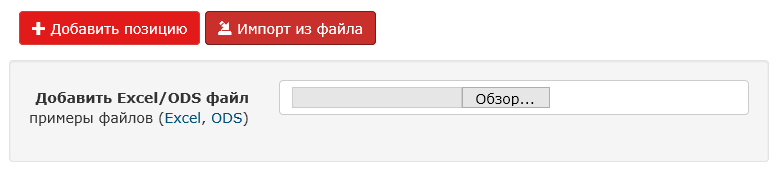 Добавить позицию Импорт из файла
Добавить Excel/ODS файл
Обзор...
примеры файлов (Excel, ODS)